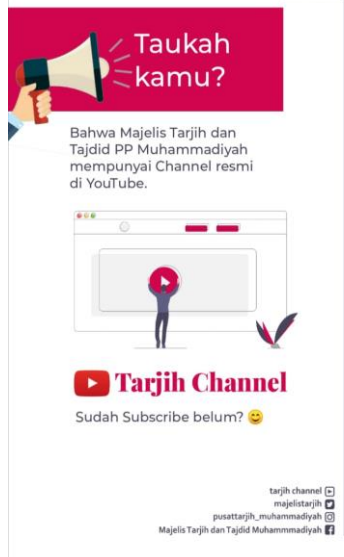 Taukah
kamu?
Bahwa Majelis Tarjih dan
Tajdid PP Muhammadiyah
mempunyai Channel resmi
di YouTube.
Tarjih Channel
Sudah Subscribe belum? 😄
tarjih channel
majelistarjih
pusattarjih_muhammadiyah
Majelis Tarjih dan Tajdid Muhammmadiyah